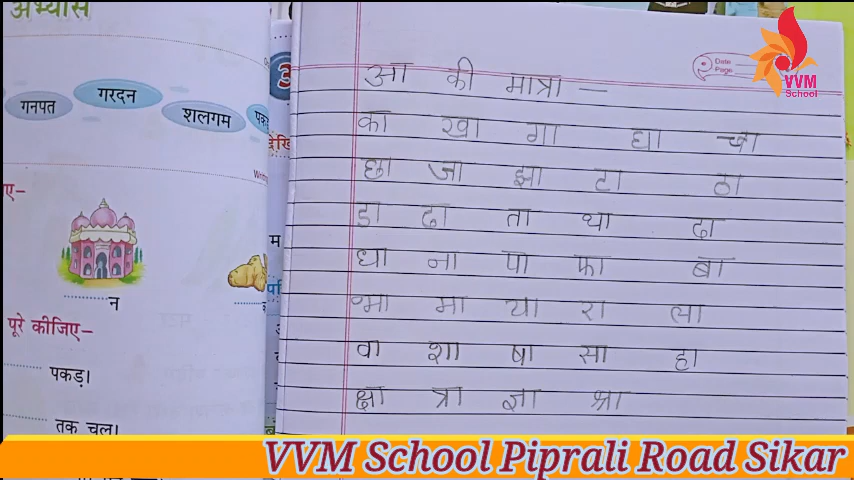 अभ्यास
गनपत
गरदन
शलगम
न
पूरे कीजिए–
पकड़।
तक चल।
Date
Page
आ की मात्रा –
का खा गा घा चा
छा जा झा टा ठा
डा ढा ता था दा
धा ना पा फा बा
भा मा या रा ला
वा शा षा सा हा
क्षा त्रा ज्ञा श्रा
VVM
School
VVM School Piprali Road Sikar